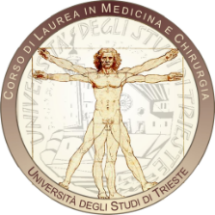 CORSO DI LAUREA IN MEDICINA E CHIRURGIA
UNIVERSITÀ DEGLI STUDI DI TRIESTE